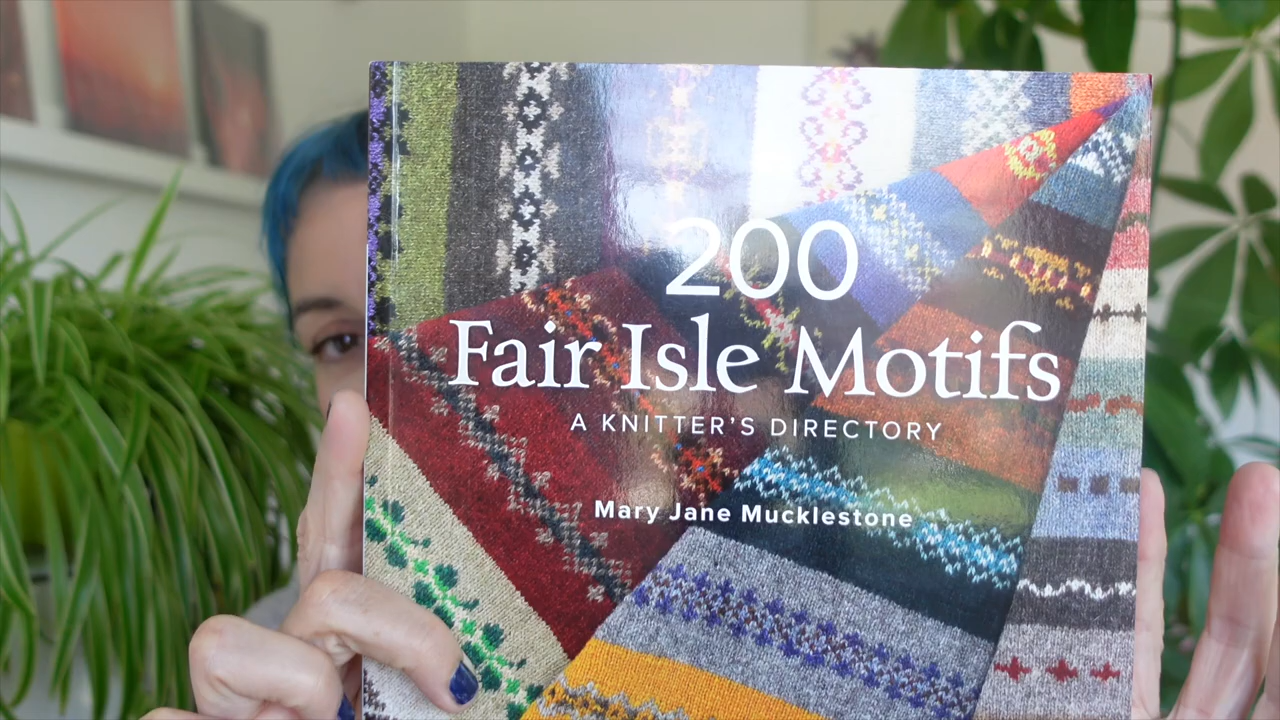 200
Fair Isle Motifs
A KNITTER'S DIRECTORY
Mary Jane Mucklestone